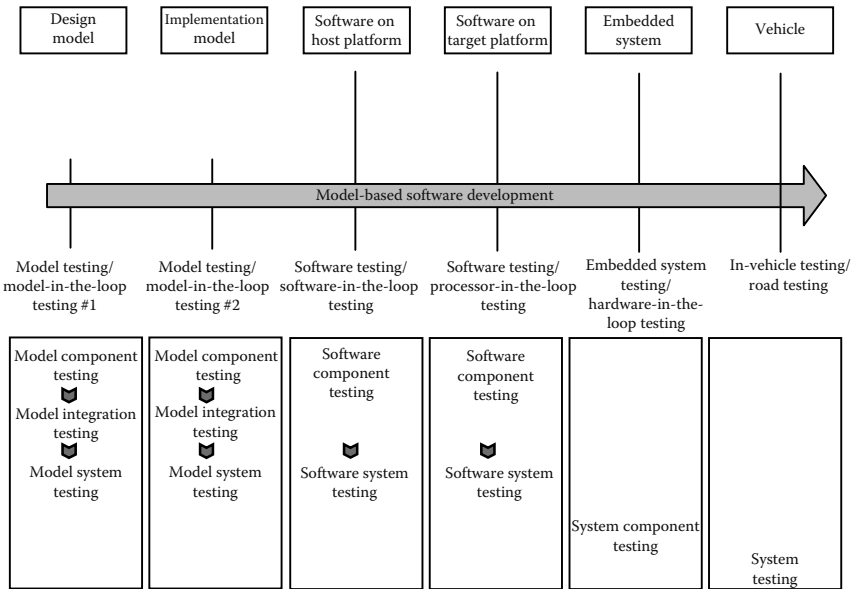 Design
model
Implementation
model
Software on
host platform
Software on
target platform
Embedded
system
Vehicle
Model-based software development
Model testing/
model-in-the-loop
testing #1
Model testing/
model-in-the-loop
testing #2
Software testing/
software-in-the-loop
testing
Software testing/
processor-in-the-loop
testing
Embedded system
testing/
hardware-in-the-
loop testing
In-vehicle testing/
road testing
Model component
testing
Model integration
testing
Model system
testing
Model component
testing
Model integration
testing
Model system
testing
Software
component
testing
Software system
testing
Software
component
testing
Software system
testing
System component
testing
System
testing